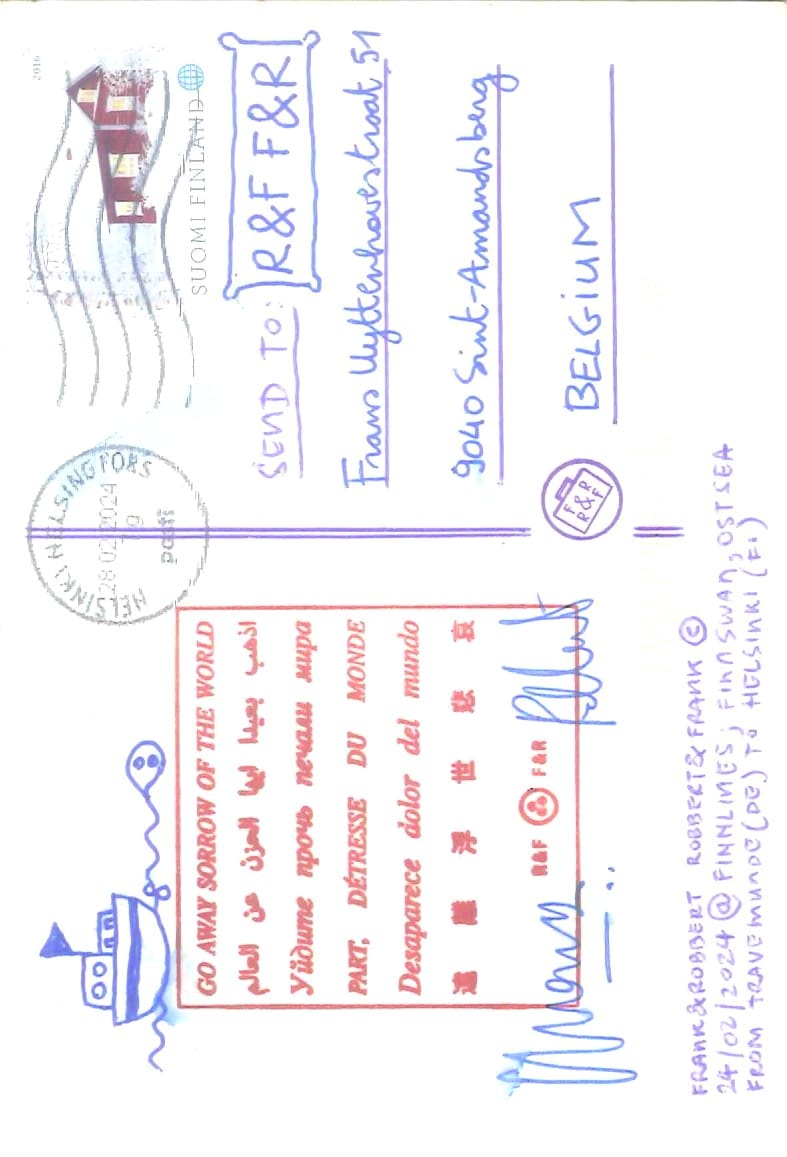 GO AWAY SORROW OF THE WORLD
اذهب بعيدا ايها الحزن عن العالم
Уйдите прочь печали мира
PART, DÉTRESSE DU MONDE
Desaparece dolor del mundo
遠離浮世悲哀
R&F F&R
FRANK&ROBBERT ROBBERT&FRANK ©
24/02/2024 @ FINNLINES; FINNSWAN, OSTSEA
FROM TRAVEMUNDE (DE) TO HELSINKI (FI)
HELSINKI HELSINGFORS
28 02 2024
posti
2016
SUOMI FINLAND
SEND TO: R&F F&R
Frans Uyttenhovestraat 51
9040 Sint-Amandsberg
BELGIUM
F&R
R&F